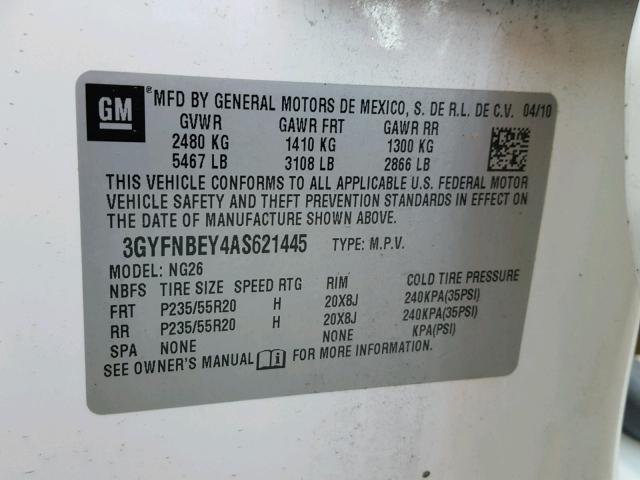 GM
MFD BY GENERAL MOTORS DE MEXICO, S. DE R.L. DE C.V. 04/10
GVWR GAWR FRT GAWR RR
2480 KG 1410 KG 1300 KG
5467 LB 3108 LB 2866 LB
THIS VEHICLE CONFORMS TO ALL APPLICABLE U.S. FEDERAL MOTOR
VEHICLE SAFETY AND THEFT PREVENTION STANDARDS IN EFFECT ON
THE DATE OF MANUFACTURE SHOWN ABOVE.
3GYFNBEY4AS621445 TYPE: M.P.V.
MODEL: NG26
NBFS TIRE SIZE SPEED RTG RIM COLD TIRE PRESSURE
FRT P235/55R20 H 20X8J 240KPA(35PSI)
RR P235/55R20 H 20X8J 240KPA(35PSI)
SPA NONE NONE KPA(PSI)
SEE OWNER'S MANUAL FOR MORE INFORMATION.